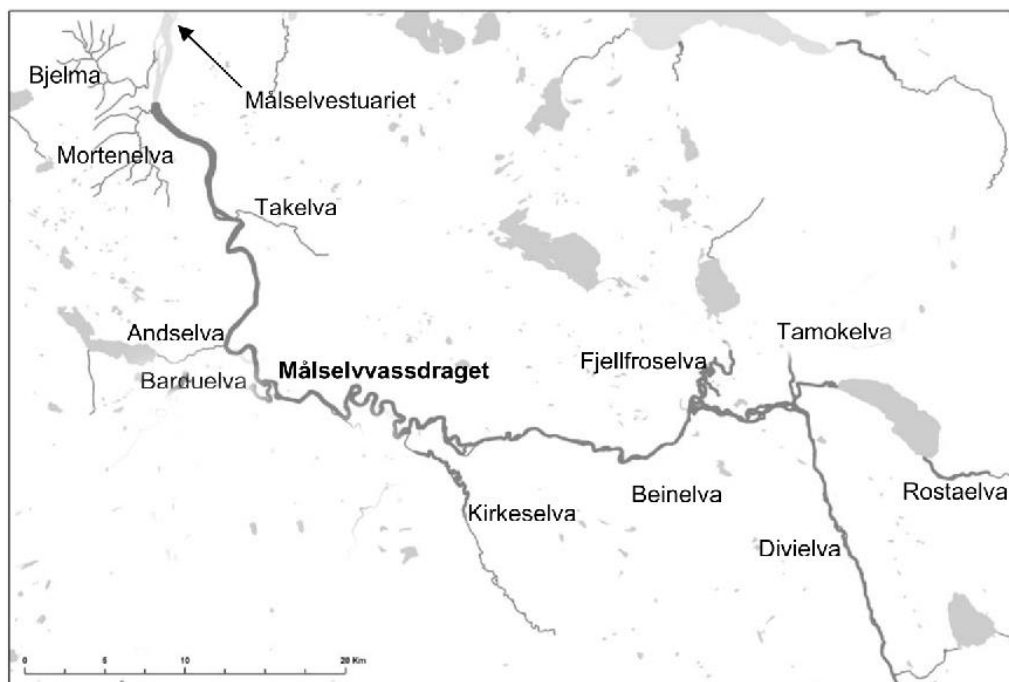 Bjelma
Målselvestuariet
Mortenelva
Takelva
Andselva
Tamokelva
Målselvvassdraget
Fjellfroselva
Barduelva
Beinelva
Rostaelva
Kirkeselva
Divielva
0 5 10 20 Km